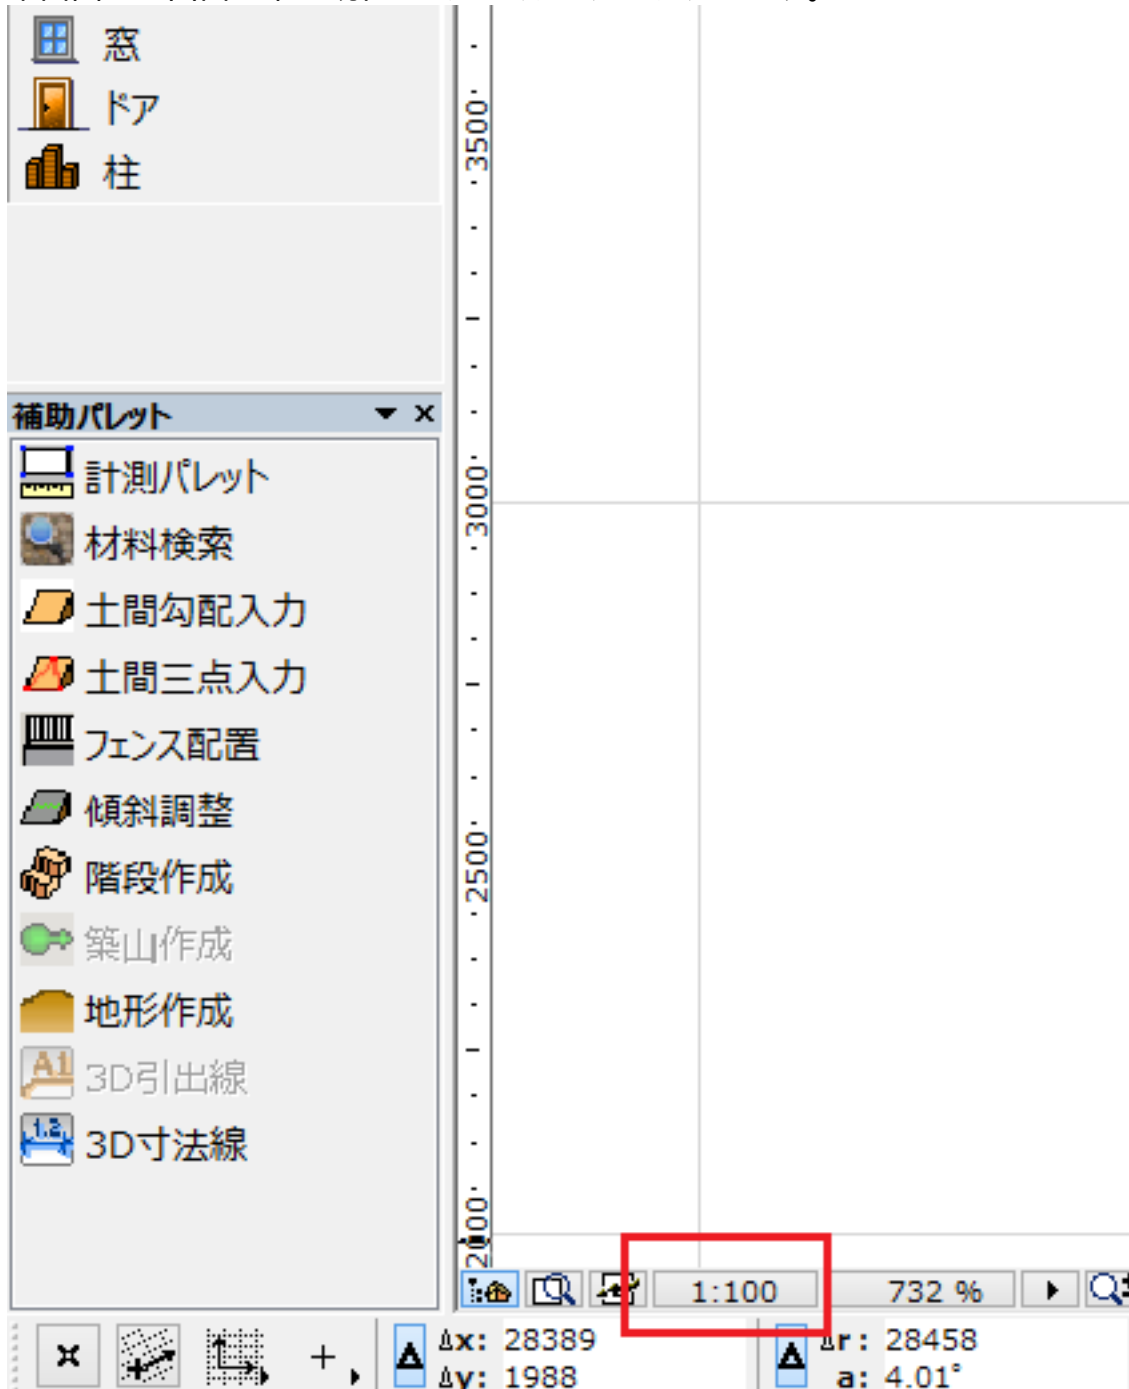 窓
ドア
柱
3500
3000
2500
2000
補助パレット
計測パレット
材料検索
土間勾配入力
土間三点入力
フェンス配置
傾斜調整
階段作成
築山作成
地形作成
3D引出線
3D寸法線
1:100 732 %
Δx: 28389 Δr: 28458
Δy: 1988 a: 4.01°